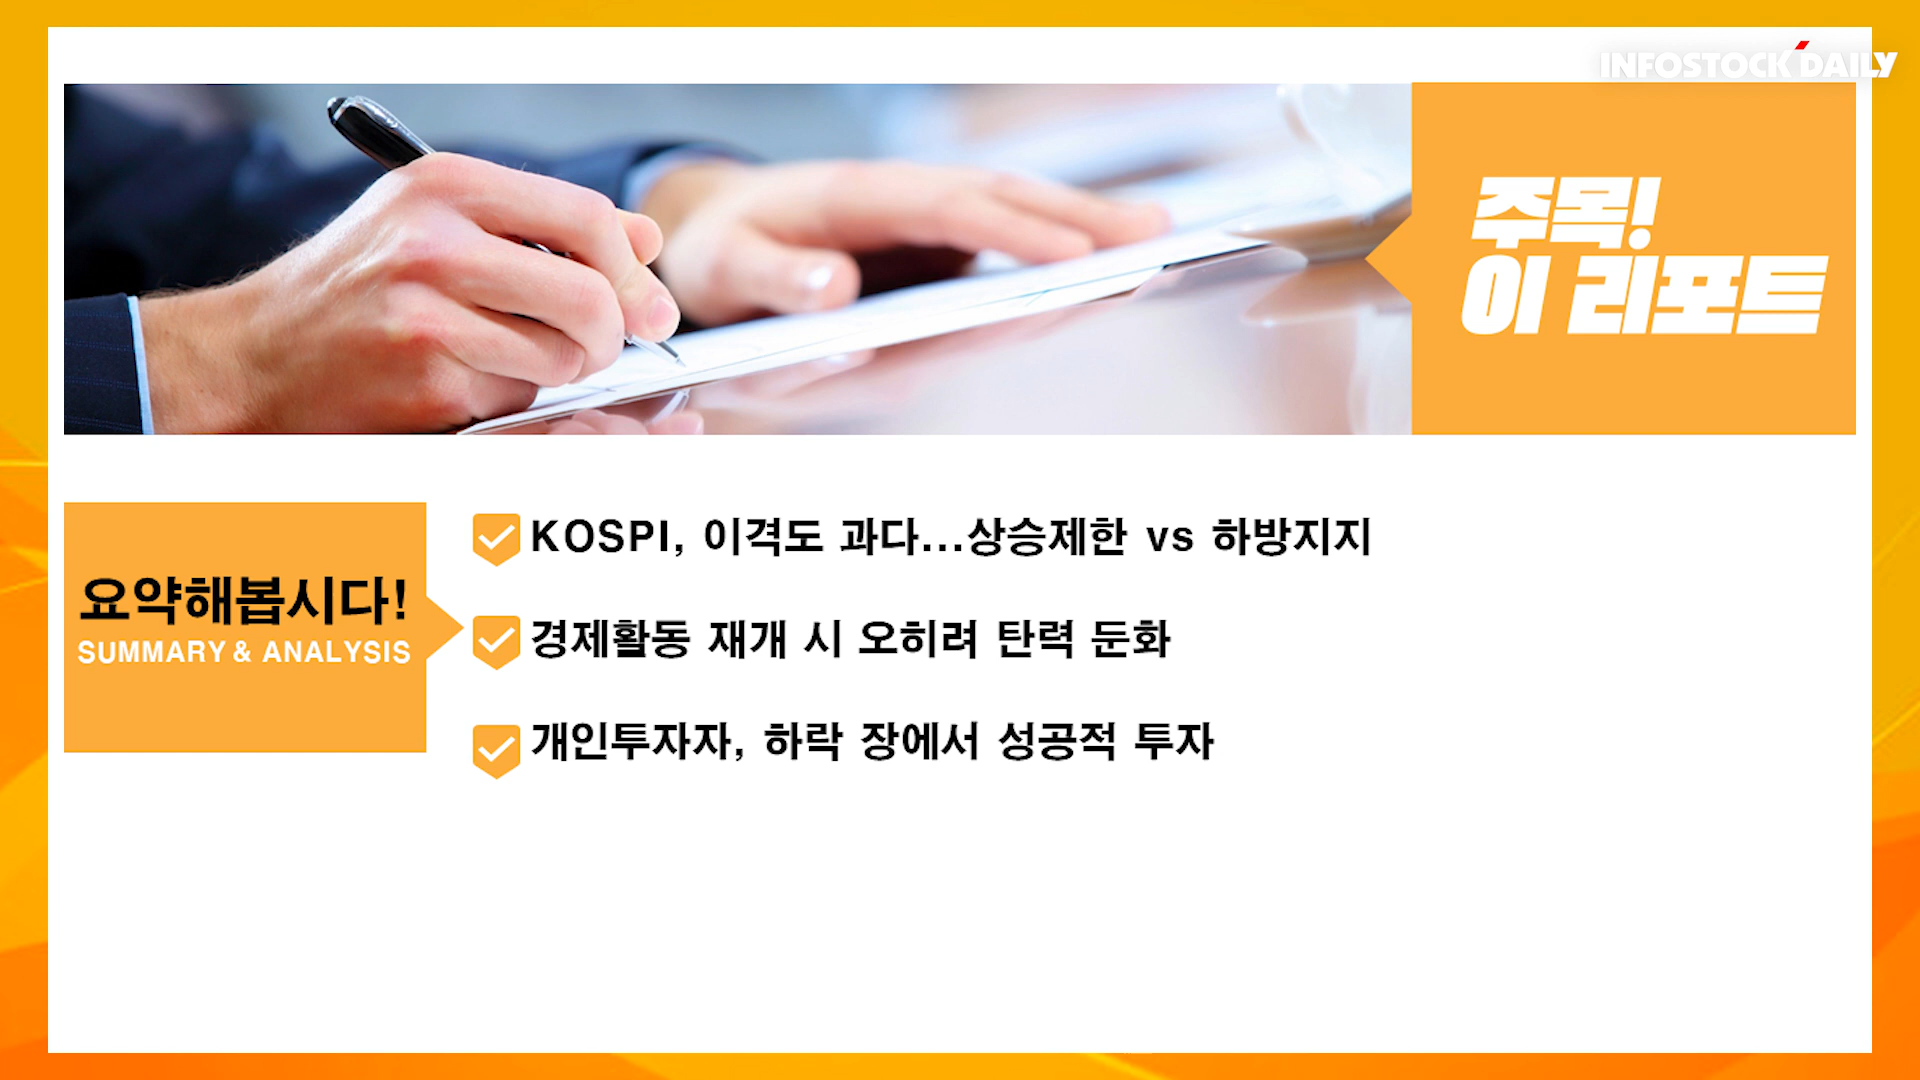 INFOSTOCK DAILY
주목!
이 리포트
요약해봅시다!
SUMMARY & ANALYSIS
KOSPI, 이격도 과다...상승제한 vs 하방지지
경제활동 재개 시 오히려 탄력 둔화
개인투자자, 하락 장에서 성공적 투자